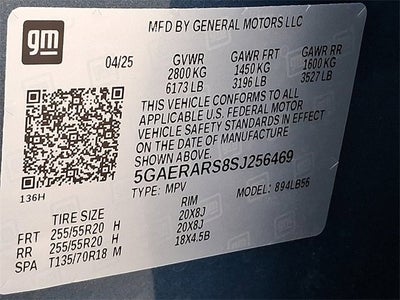 MFD BY GENERAL MOTORS LLC
gm
04/25 GVWR GAWR FRT GAWR RR
2800 KG 1450 KG 1600 KG
6173 LB 3196 LB 3527 LB
THIS VEHICLE CONFORMS TO ALL
APPLICABLE U.S. FEDERAL MOTOR
VEHICLE SAFETY STANDARDS IN EFFECT
ON THE DATE OF MANUFACTURE
SHOWN ABOVE.
5GAERARS8SJ256469
136H TYPE: MPV MODEL: 894LB56
TIRE SIZE RIM
FRT 255/55R20 H 20X8J
RR 255/55R20 H 20X8J
SPA T135/70R18 M 18X4.5B